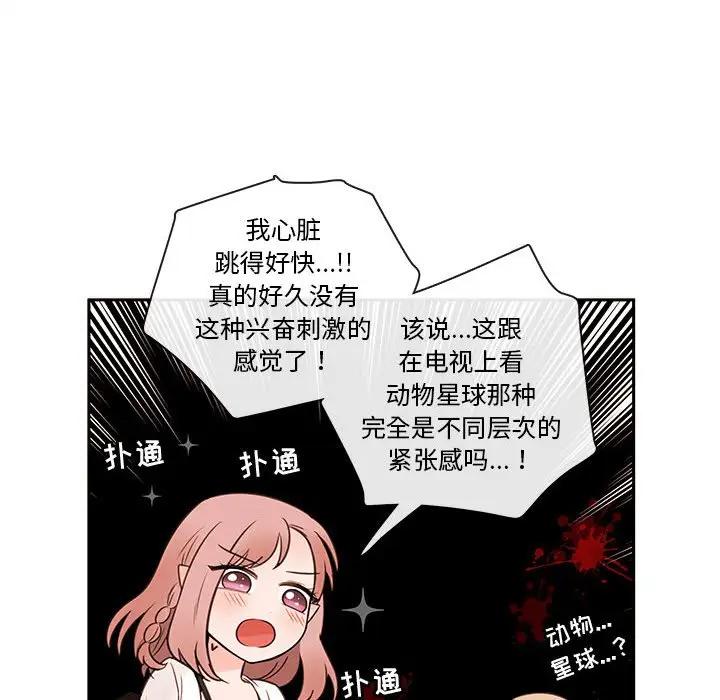 我心脏
跳得好快...!!
真的好久没有
这种兴奋刺激的
感觉了！
该说...这跟
在电视上看
动物星球那种
完全是不同层次的
紧张感吗...！
扑通
扑通
动物...
星球...?
扑通